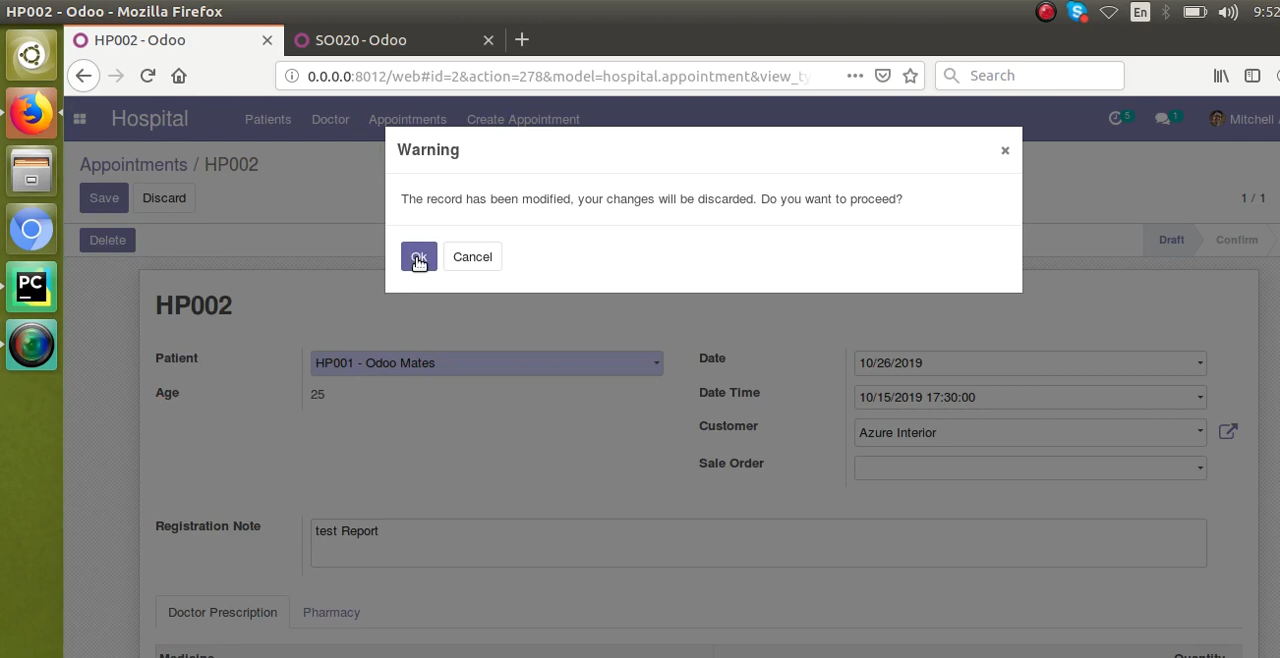 HP002 - Odoo - Mozilla Firefox
En
HP002 - Odoo
SO020 - Odoo
0.0.0.0:8012/web#id=2&action=278&model=hospital.appointment&view_ty
Search
Hospital
Patients
Doctor
Appointments
Create Appointment
5
1
Mitchell
Warning
×
Appointments / HP002
Save
Discard
1 / 1
The record has been modified, your changes will be discarded. Do you want to proceed?
Delete
Draft
Confirm
Ok
Cancel
HP002
Patient
HP001 - Odoo Mates
Date
10/26/2019
Age
25
Date Time
10/15/2019 17:30:00
Customer
Azure Interior
Sale Order
Registration Note
test Report
Doctor Prescription
Pharmacy
Medicine
Quantity
PC